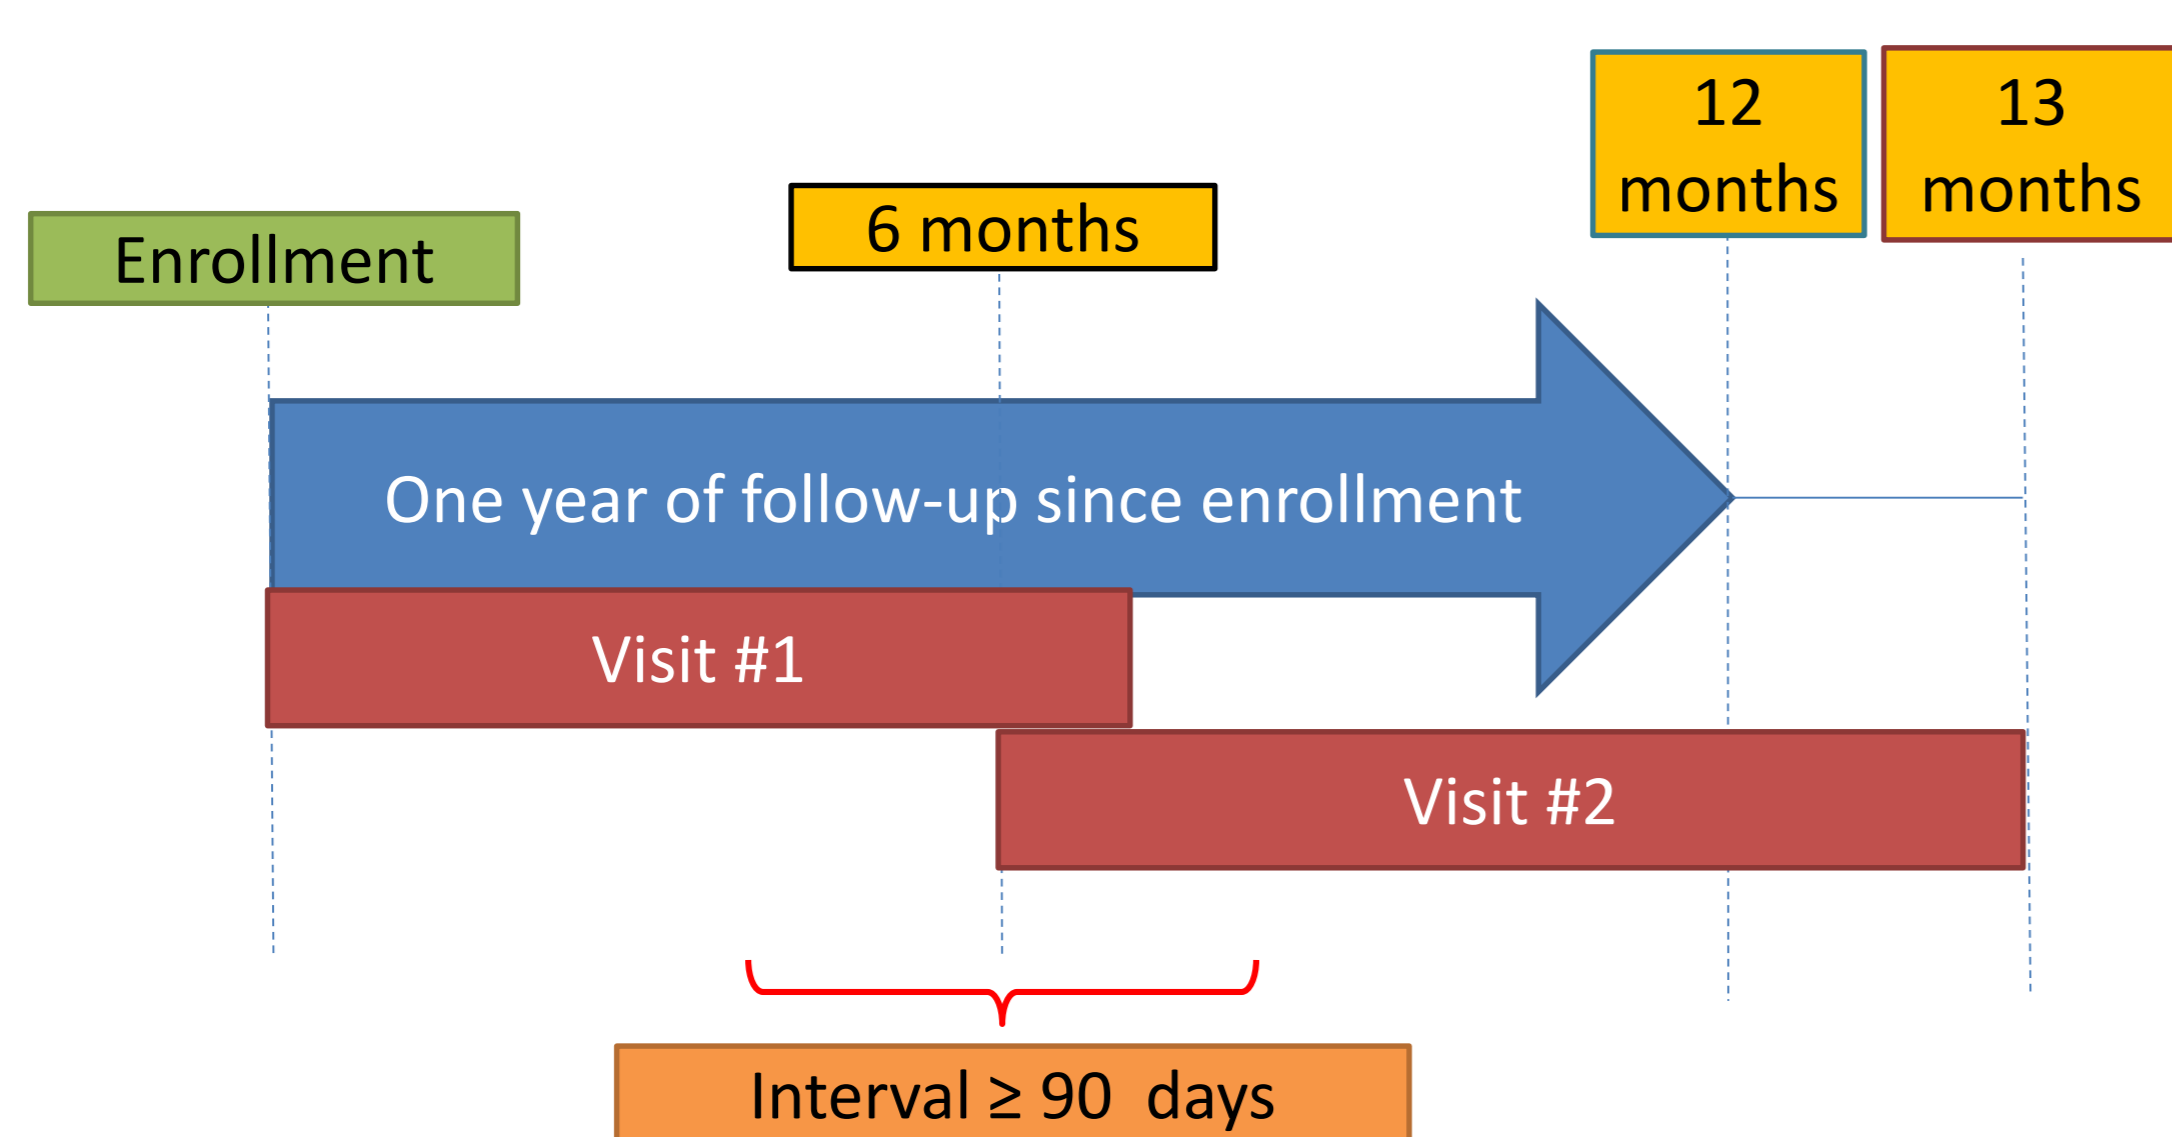 12
months
13
months
6 months
Enrollment
One year of follow-up since enrollment
Visit #1
Visit #2
Interval ≥ 90  days